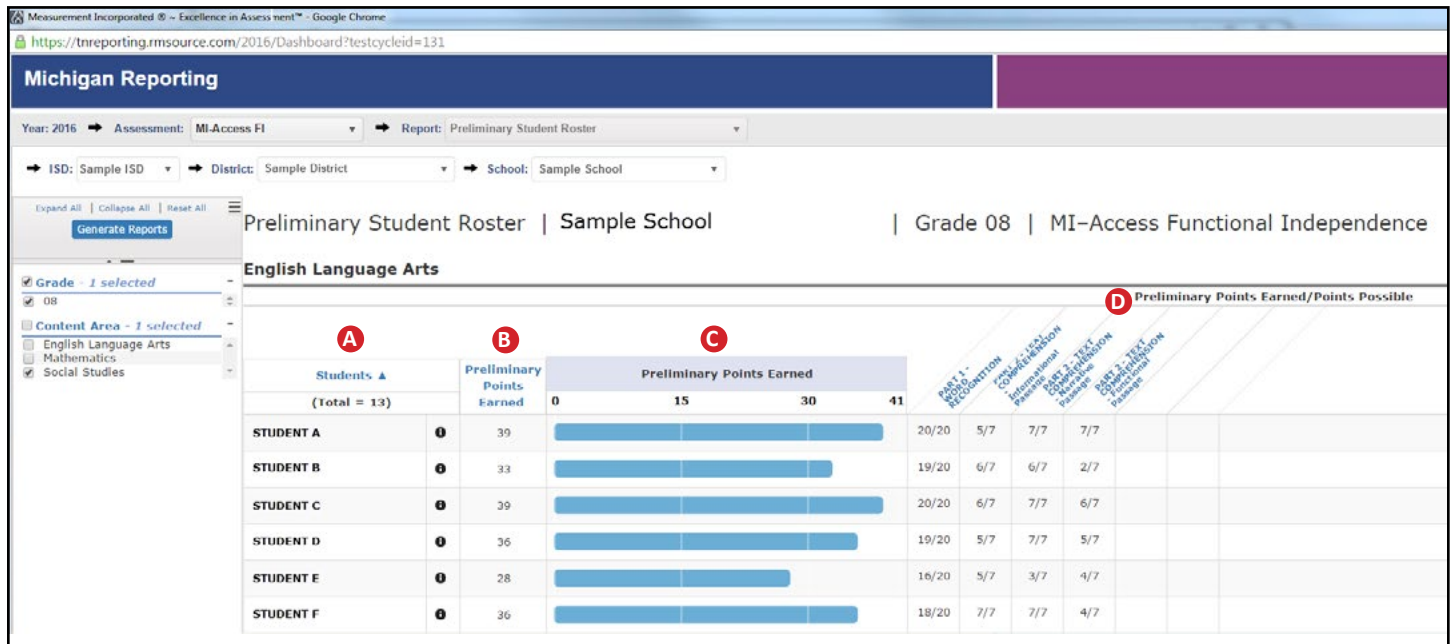 Measurement Incorporated ® ~ Excellence in Assessment™ - Google Chrome
https://tnreporting.rmsource.com/2016/Dashboard?testcycleid=131
Michigan Reporting
Year: 2016 Assessment: MI-Access FI Report: Preliminary Student Roster
ISD: Sample ISD District: Sample District School: Sample School
Expand All | Collapse All | Reset All
Generate Reports
Preliminary Student Roster | Sample School | Grade 08 | MI-Access Functional Independence
English Language Arts
Grade - 1 selected
08
Content Area - 1 selected
English Language Arts
Mathematics
Social Studies
D Preliminary Points Earned/Points Possible
A B C
Students ▲
(Total = 13)
Preliminary
Points
Earned
Preliminary Points Earned
0 15 30 41
PART 1 -
WORD
RECOGNITION
PART 2 - TEXT
COMPREHENSION
- Informational
Passage
PART 2 - TEXT
COMPREHENSION
- Narrative
Passage
PART 2 - TEXT
COMPREHENSION
- Functional
Passage
STUDENT A 39 20/20 5/7 7/7 7/7
STUDENT B 33 19/20 6/7 6/7 2/7
STUDENT C 39 20/20 6/7 7/7 6/7
STUDENT D 36 19/20 5/7 7/7 5/7
STUDENT E 28 16/20 5/7 3/7 4/7
STUDENT F 36 18/20 7/7 7/7 4/7